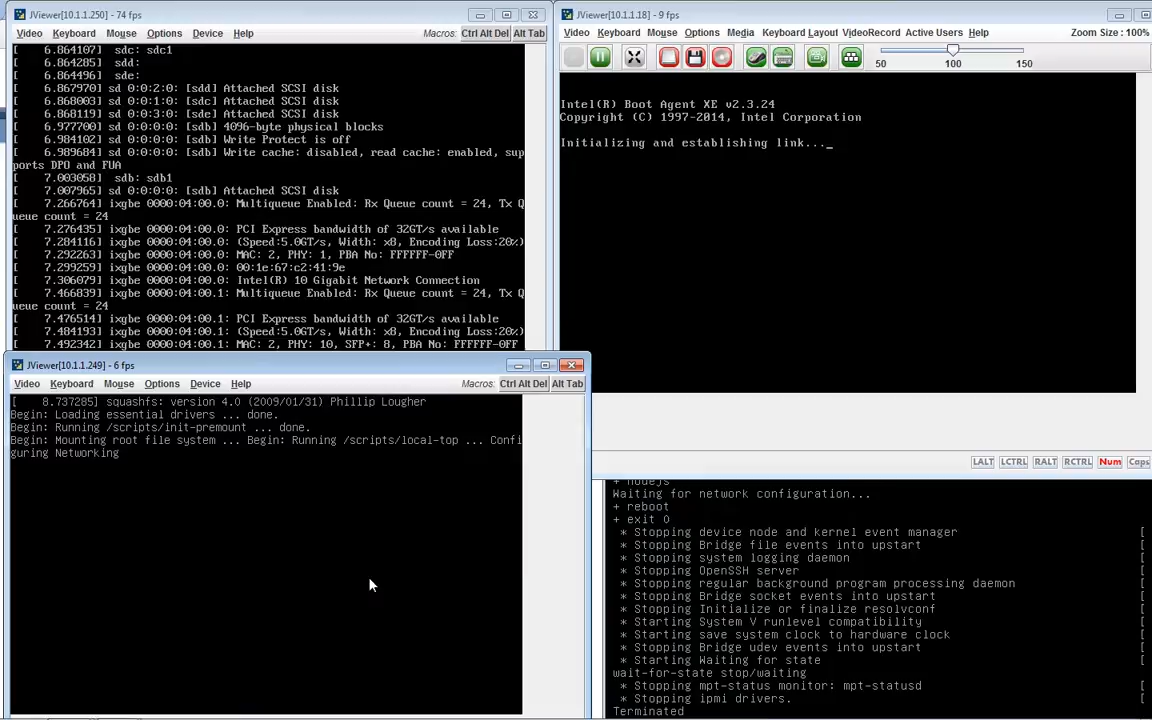 JViewer[10.1.1.250] - 74 fps
Video Keyboard Mouse Options Device Help Macros: Ctrl Alt Del Alt Tab
[ 6.864107] sdc: sdc1
[ 6.864285] sdd:
[ 6.864496] sde:
[ 6.867970] sd 0:0:2:0: [sdd] Attached SCSI disk
[ 6.868003] sd 0:0:1:0: [sdc] Attached SCSI disk
[ 6.868119] sd 0:0:3:0: [sde] Attached SCSI disk
[ 6.977700] sd 0:0:0:0: [sdb] 4096-byte physical blocks
[ 6.984102] sd 0:0:0:0: [sdb] Write Protect is off
[ 6.989684] sd 0:0:0:0: [sdb] Write cache: disabled, read cache: enabled, sup
ports DPO and FUA
[ 7.003058] sdb: sdb1
[ 7.007965] sd 0:0:0:0: [sdb] Attached SCSI disk
[ 7.266764] ixgbe 0000:04:00.0: Multiqueue Enabled: Rx Queue count = 24, Tx Q
ueue count = 24
[ 7.276435] ixgbe 0000:04:00.0: PCI Express bandwidth of 32GT/s available
[ 7.284116] ixgbe 0000:04:00.0: (Speed:5.0GT/s, Width: x8, Encoding Loss:20%)
[ 7.292263] ixgbe 0000:04:00.0: MAC: 2, PHY: 1, PBA No: FFFFFF-0FF
[ 7.299259] ixgbe 0000:04:00.0: 00:1e:67:c2:41:9e
[ 7.306079] ixgbe 0000:04:00.0: Intel(R) 10 Gigabit Network Connection
[ 7.466839] ixgbe 0000:04:00.1: Multiqueue Enabled: Rx Queue count = 24, Tx Q
ueue count = 24
[ 7.476514] ixgbe 0000:04:00.1: PCI Express bandwidth of 32GT/s available
[ 7.484193] ixgbe 0000:04:00.1: (Speed:5.0GT/s, Width: x8, Encoding Loss:20%)
[ 7.492342] ixgbe 0000:04:00.1: MAC: 2, PHY: 10, SFP+: 8, PBA No: FFFFFF-0FF
JViewer[10.1.1.18] - 9 fps
Video Keyboard Mouse Options Media Keyboard Layout VideoRecord Active Users Help Zoom Size : 100%
50 100 150
Intel(R) Boot Agent XE v2.3.24
Copyright (C) 1997-2014, Intel Corporation
Initializing and establishing link..._
LALT LCTRL RALT RCTRL Num Caps
JViewer[10.1.1.249] - 6 fps
Video Keyboard Mouse Options Device Help Macros: Ctrl Alt Del Alt Tab
[ 8.737285] squashfs: version 4.0 (2009/01/31) Phillip Lougher
Begin: Loading essential drivers ... done.
Begin: Running /scripts/init-premount ... done.
Begin: Mounting root file system ... Begin: Running /scripts/local-top ... Confi
guring Networking
+ nodejs
Waiting for network configuration...
+ reboot
+ exit 0
* Stopping device node and kernel event manager [
* Stopping Bridge file events into upstart [
* Stopping system logging daemon [
* Stopping OpenSSH server [
* Stopping regular background program processing daemon [
* Stopping Bridge socket events into upstart [
* Stopping Initialize or finalize resolvconf [
* Starting System V runlevel compatibility [
* Starting save system clock to hardware clock [
* Stopping Bridge udev events into upstart [
* Starting Waiting for state [
wait-for-state stop/waiting
* Stopping mpt-status monitor: mpt-statusd [
* Stopping ipmi drivers. [
Terminated